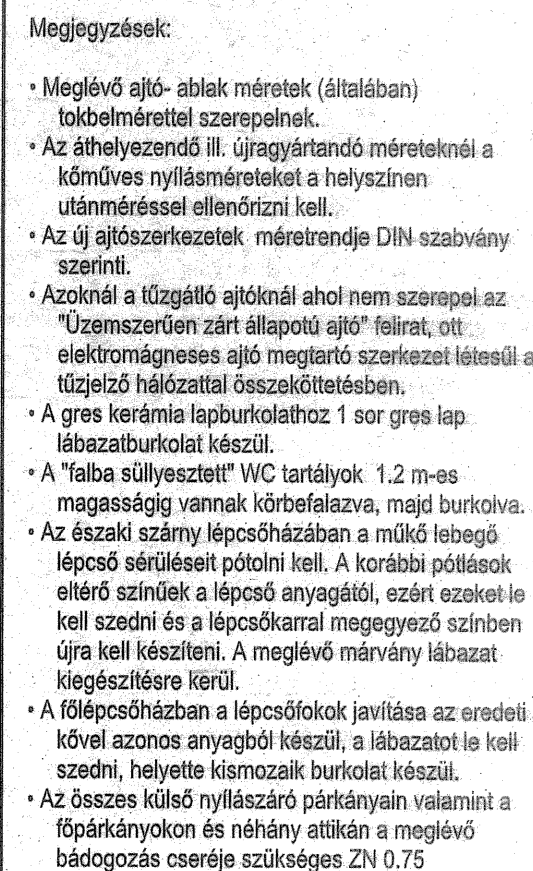 Megjegyzések:
• Meglévő ajtó- ablak méretek (általában)
tokbelmérettel szerepelnek.
• Az áthelyezendő ill. újragyártandó méreteknél a
kőműves nyílásméreteket a helyszínen
utánméréssel ellenőrizni kell.
• Az új ajtószerkezetek méretrendje DIN szabvány
szerinti.
• Azoknál a tűzgátló ajtóknál ahol nem szerepel az
"Üzemszerűen zárt állapotú ajtó" felirat, ott
elektromágneses ajtó megtartó szerkezet létesűl a
tűzjelző hálózattal összeköttetésben.
• A gres kerámia lapburkolathoz 1 sor gres lap
lábazatburkolat készül.
• A "falba süllyesztett" WC tartályok 1.2 m-es
magasságig vannak körbefalazva, majd burkolva.
• Az északi szárny lépcsőházában a műkő lebegő
lépcső sérüléseit pótolni kell. A korábbi pótlások
eltérő színűek a lépcső anyagától, ezért ezeket le
kell szedni és a lépcsőkarral megegyező színben
újra kell készíteni. A meglévő márvány lábazat
kiegészítésre kerül.
• A főlépcsőházban a lépcsőfokok javítása az eredeti
kővel azonos anyagból készül, a lábazatot le kell
szedni, helyette kismozaik burkolat készül.
• Az összes külső nyíllászáró párkányain valamint a
főpárkányokon és néhány attikán a meglévő
bádogozás cseréje szükséges ZN 0.75